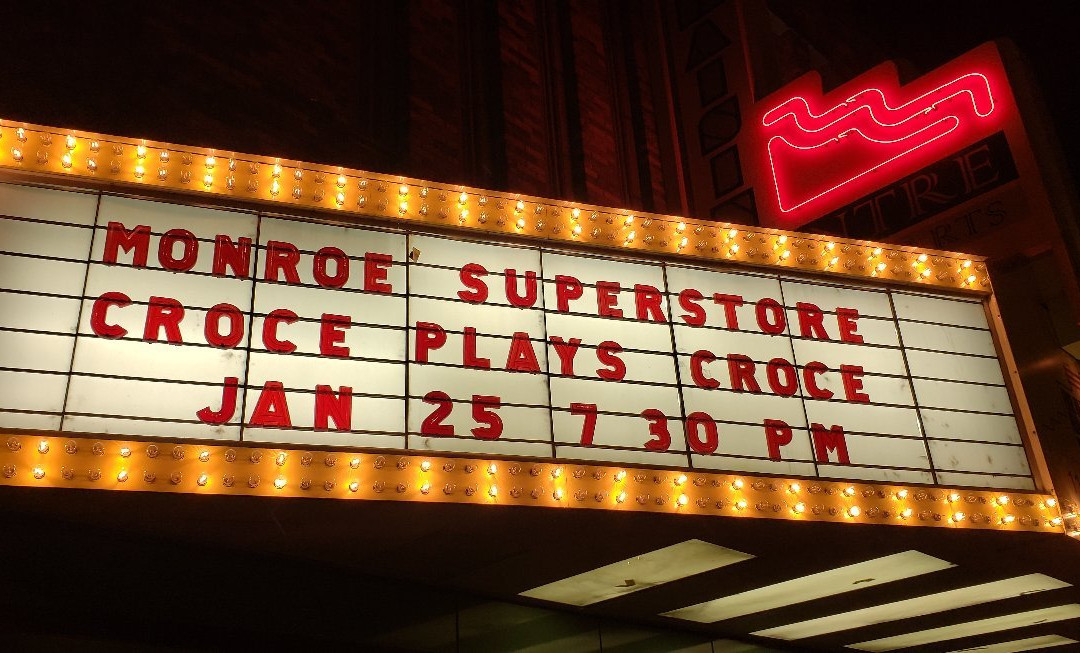 MONROE SUPERSTORE
CROCE PLAYS CROCE
JAN 25 7 30 PM